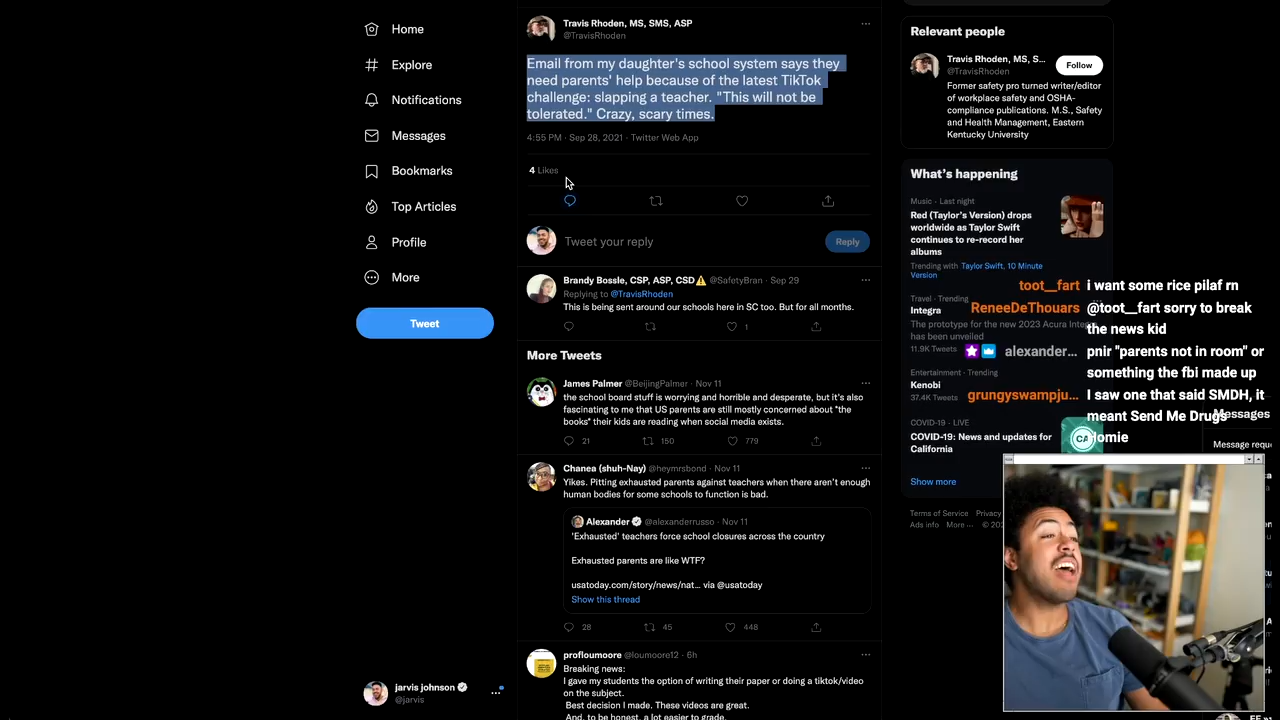 Home
Explore
Notifications
Messages
Bookmarks
Top Articles
Profile
More
Tweet
jarvis johnson
@jarvis
Travis Rhoden, MS, SMS, ASP
@TravisRhoden
Email from my daughter's school system says they
need parents' help because of the latest TikTok
challenge: slapping a teacher. "This will not be
tolerated." Crazy, scary times.
4:55 PM · Sep 28, 2021 · Twitter Web App
4 Likes
Tweet your reply
Reply
Brandy Bossle, CSP, ASP, CSD⚠️ @SafetyBran · Sep 29
Replying to @TravisRhoden
This is being sent around our schools here in SC too. But for all months.
1
More Tweets
James Palmer @BeijingPalmer · Nov 11
the school board stuff is worrying and horrible and desperate, but it's also
fascinating to me that US parents are still mostly concerned about *the
books* their kids are reading when social media exists.
21 150 779
Chanea (shuh-Nay) @heymrsbond · Nov 11
Yikes. Pitting exhausted parents against teachers when there aren't enough
human bodies for some schools to function is bad.
Alexander @alexanderrusso · Nov 11
'Exhausted' teachers force school closures across the country
Exhausted parents are like WTF?
usatoday.com/story/news/nat... via @usatoday
Show this thread
28 45 448
profloumoore @loumoore12 · 6h
Breaking news:
I gave my students the option of writing their paper or doing a tiktok/video
on the subject.
Best decision I made. These videos are great.
And, to be honest, a lot easier to grade.
Relevant people
Travis Rhoden, MS, S...
@TravisRhoden
Follow
Former safety pro turned writer/editor
of workplace safety and OSHA-
compliance publications. M.S., Safety
and Health Management, Eastern
Kentucky University
What's happening
Music · Last night
Red (Taylor's Version) drops
worldwide as Taylor Swift
continues to re-record her
albums
Trending with Taylor Swift, 10 Minute
Version
Travel · Trending
Integra
The prototype for the new 2023 Acura Integ
has been unveiled
11.9K Tweets
Entertainment · Trending
Kenobi
37.4K Tweets
COVID-19 · LIVE
COVID-19: News and updates for
California
CA
Show more
Terms of Service Privacy
Ads info More ··· © 202
toot__fart i want some rice pilaf rn
ReneeDeThouars @toot__fart sorry to break
the news kid
alexander... pnir "parents not in room" or
something the fbi made up
grungyswampju... I saw one that said SMDH, it
meant Send Me Drugs
Homie
Messages
Message requ